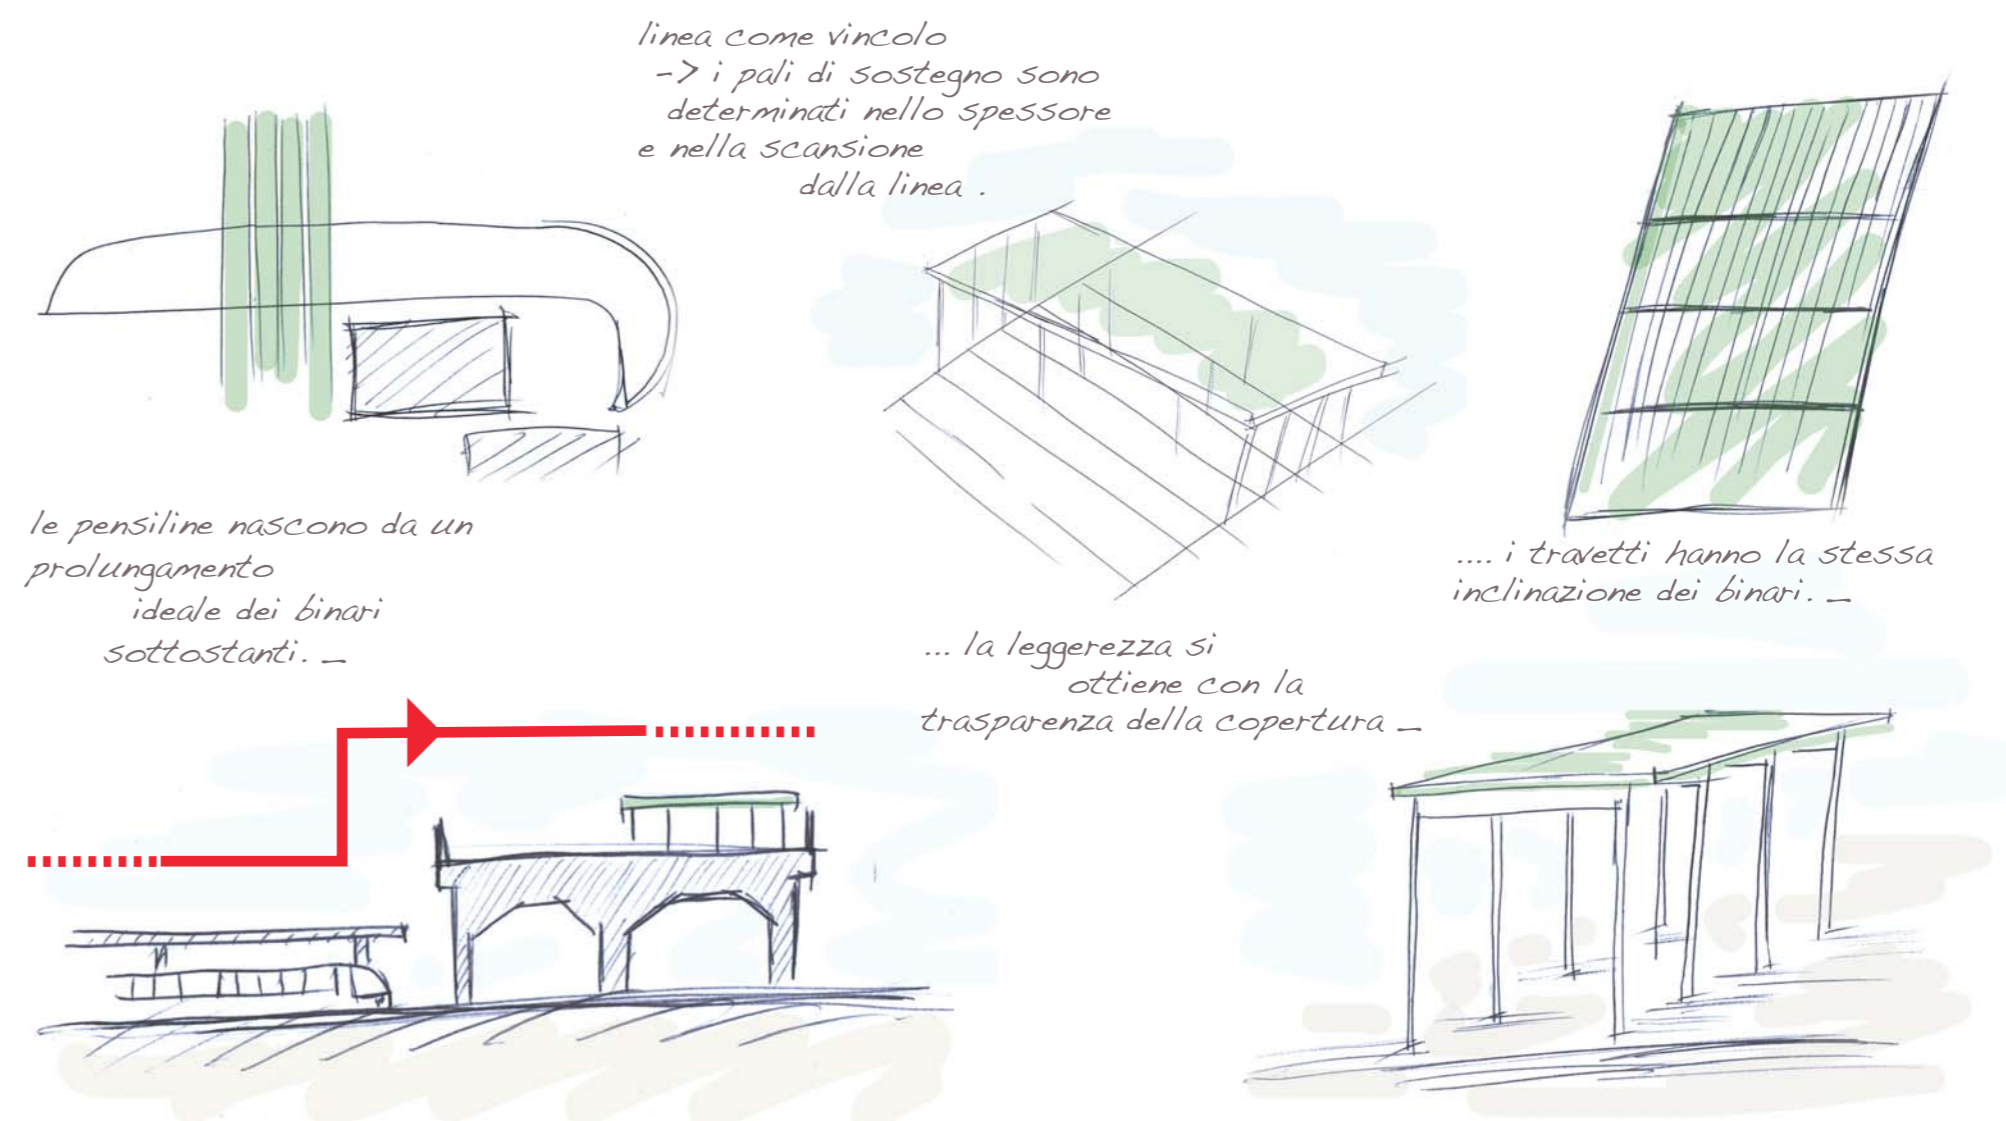 linea come vincolo
-> i pali di sostegno sono
determinati nello spessore
e nella scansione
dalla linea .
le pensiline nascono da un
prolungamento
ideale dei binari
sottostanti. _
.... i travetti hanno la stessa
inclinazione dei binari. _
... la leggerezza si
ottiene con la
trasparenza della copertura _